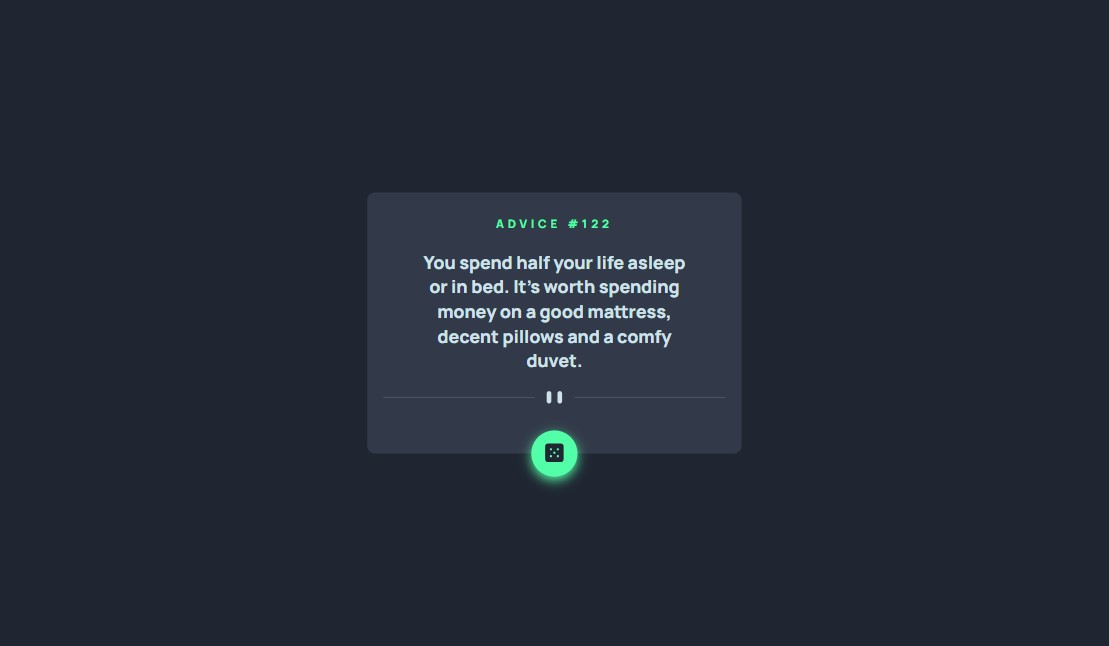 ADVICE #122
You spend half your life asleep
or in bed. It’s worth spending
money on a good mattress,
decent pillows and a comfy
duvet.